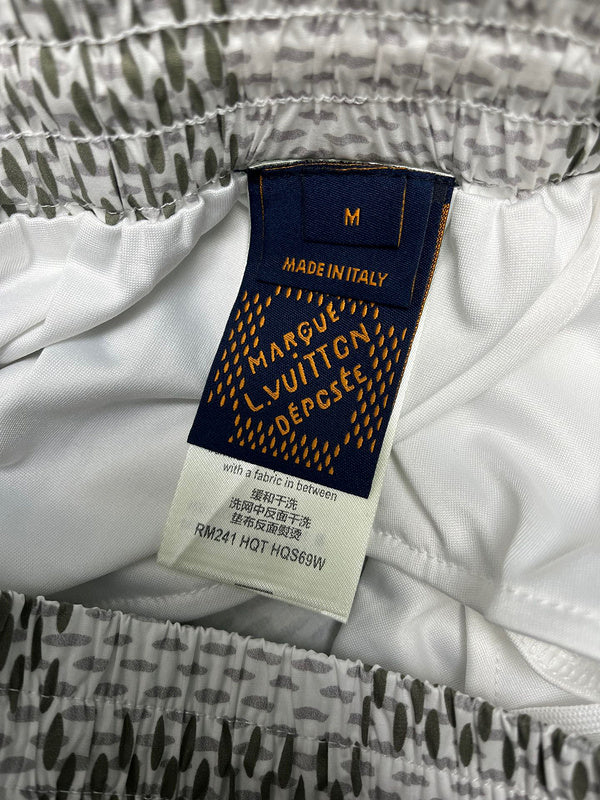 M
MADE IN ITALY
MARQUE
L.VUITTON
DÉPOSÉE
with a fabric in between
缓和干洗
洗网中反面干洗
垫布反面熨烫
RM241 HQT HQS69W